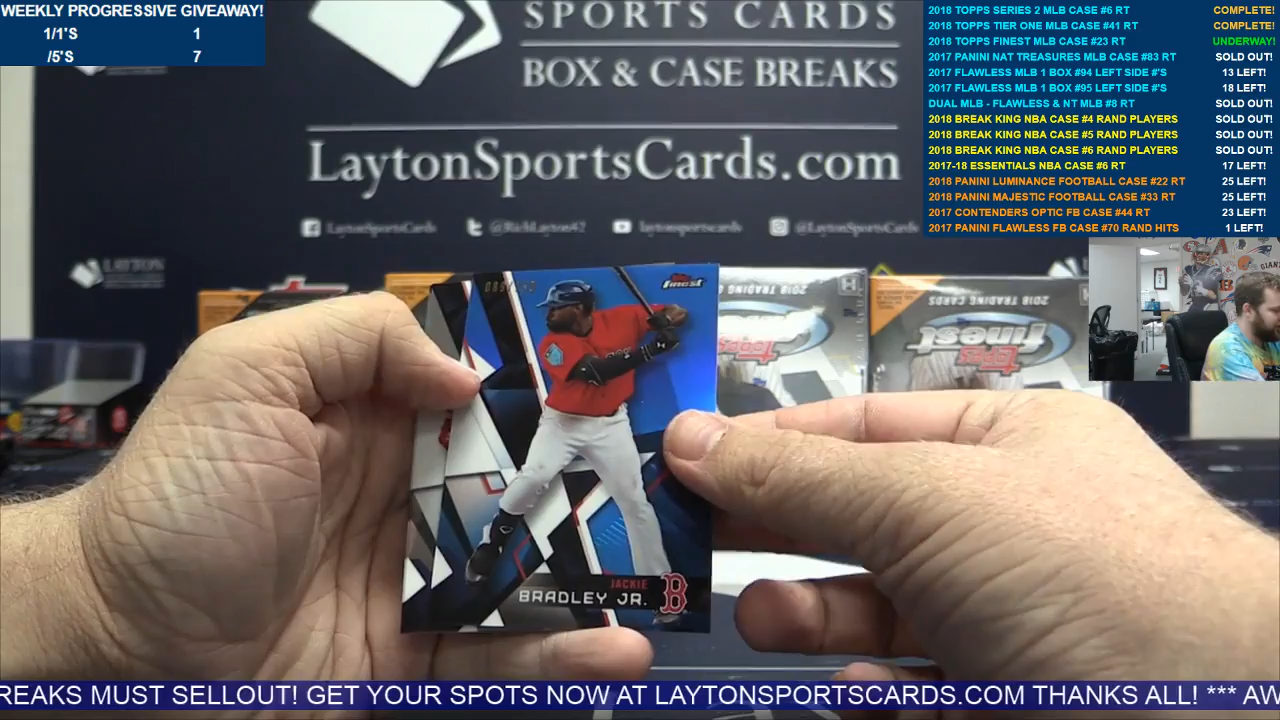 WEEKLY PROGRESSIVE GIVEAWAY!
1/1'S 1
/5'S 7
SPORTS CARDS
BOX & CASE BREAKS
LaytonSportsCards.com
LaytonSportsCards @RichLayton42 laytonsportscards @LaytonSportsCards
LAYTON
2018 TOPPS SERIES 2 MLB CASE #6 RT COMPLETE!
2018 TOPPS TIER ONE MLB CASE #41 RT COMPLETE!
2018 TOPPS FINEST MLB CASE #23 RT UNDERWAY!
2017 PANINI NAT TREASURES MLB CASE #83 RT SOLD OUT!
2017 FLAWLESS MLB 1 BOX #94 LEFT SIDE #'S 13 LEFT!
2017 FLAWLESS MLB 1 BOX #95 LEFT SIDE #'S 18 LEFT!
DUAL MLB - FLAWLESS & NT MLB #8 RT SOLD OUT!
2018 BREAK KING NBA CASE #4 RAND PLAYERS SOLD OUT!
2018 BREAK KING NBA CASE #5 RAND PLAYERS SOLD OUT!
2018 BREAK KING NBA CASE #6 RAND PLAYERS SOLD OUT!
2017-18 ESSENTIALS NBA CASE #6 RT 17 LEFT!
2018 PANINI LUMINANCE FOOTBALL CASE #22 RT 25 LEFT!
2018 PANINI MAJESTIC FOOTBALL CASE #33 RT 25 LEFT!
2017 CONTENDERS OPTIC FB CASE #44 RT 23 LEFT!
2017 PANINI FLAWLESS FB CASE #70 RAND HITS 1 LEFT!
GIANTS
Topps finest
2018 TRADING CARDS
Topps finest
JACKIE
BRADLEY JR. B
REAKS MUST SELLOUT! GET YOUR SPOTS NOW AT LAYTONSPORTSCARDS.COM THANKS ALL! *** AW